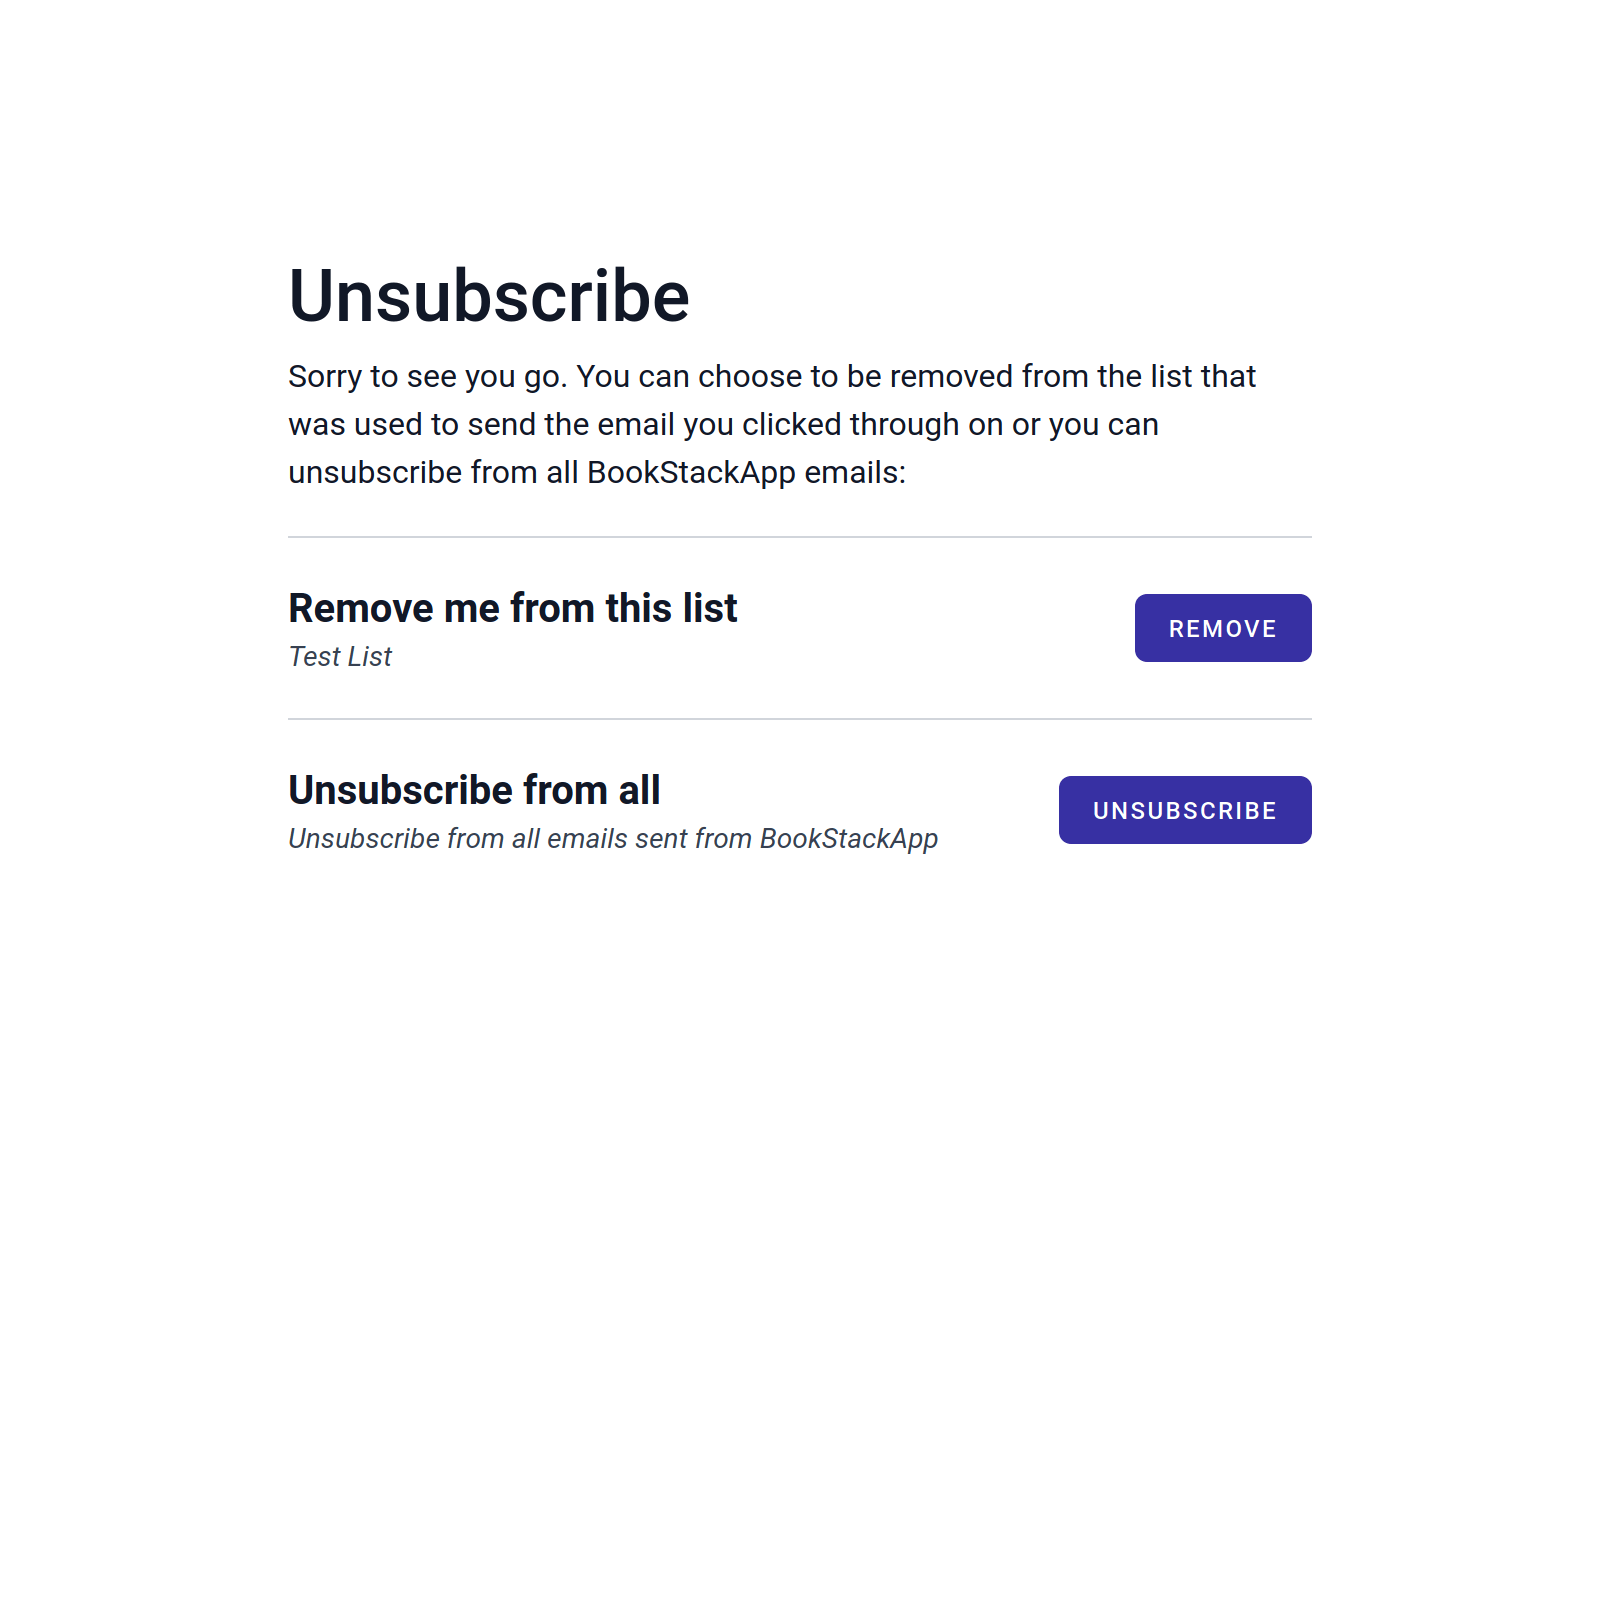 Unsubscribe
Sorry to see you go. You can choose to be removed from the list that
was used to send the email you clicked through on or you can
unsubscribe from all BookStackApp emails:
Remove me from this list
Test List
REMOVE
Unsubscribe from all
Unsubscribe from all emails sent from BookStackApp
UNSUBSCRIBE